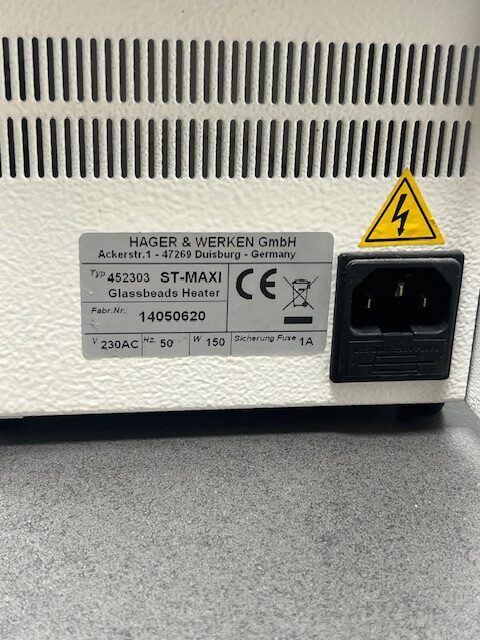 HAGER & WERKEN GmbH
Ackerstr.1 - 47269 Duisburg - Germany
Typ 452303 ST-MAXI
Glassbeads Heater
CE
Fabr.Nr. 14050620
V 230AC Hz. 50 W 150 Sicherung Fuse 1A